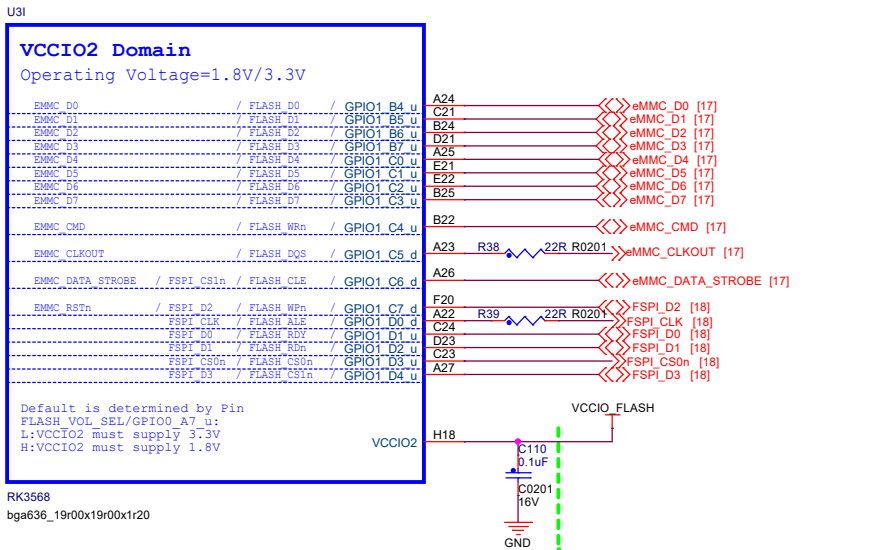 U3I
VCCIO2 Domain
Operating Voltage=1.8V/3.3V
EMMC_D0 / FLASH_D0 / GPIO1_B4_u A24 eMMC_D0 [17]
EMMC_D1 / FLASH_D1 / GPIO1_B5_u C21 eMMC_D1 [17]
EMMC_D2 / FLASH_D2 / GPIO1_B6_u B24 eMMC_D2 [17]
EMMC_D3 / FLASH_D3 / GPIO1_B7_u D21 eMMC_D3 [17]
EMMC_D4 / FLASH_D4 / GPIO1_C0_u A25 eMMC_D4 [17]
EMMC_D5 / FLASH_D5 / GPIO1_C1_u E21 eMMC_D5 [17]
EMMC_D6 / FLASH_D6 / GPIO1_C2_u E22 eMMC_D6 [17]
EMMC_D7 / FLASH_D7 / GPIO1_C3_u B25 eMMC_D7 [17]
EMMC_CMD / FLASH_WRn / GPIO1_C4_u B22 eMMC_CMD [17]
EMMC_CLKOUT / FLASH_DQS / GPIO1_C5_d A23 R38 22R R0201 eMMC_CLKOUT [17]
EMMC_DATA_STROBE / FSPI_CS1n / FLASH_CLE / GPIO1_C6_d A26 eMMC_DATA_STROBE [17]
EMMC_RSTn / FSPI_D2 / FLASH_WPn / GPIO1_C7_d F20 FSPI_D2 [18]
FSPI_CLK / FLASH_ALE / GPIO1_D0_d A22 R39 22R R0201 FSPI_CLK [18]
FSPI_D0 / FLASH_RDY / GPIO1_D1_u C24 FSPI_D0 [18]
FSPI_D1 / FLASH_RDn / GPIO1_D2_u D23 FSPI_D1 [18]
FSPI_CS0n / FLASH_CS0n / GPIO1_D3_u C23 FSPI_CS0n [18]
FSPI_D3 / FLASH_CS1n / GPIO1_D4_u A27 FSPI_D3 [18]
Default is determined by Pin
FLASH_VOL_SEL/GPIO0_A7_u:
L:VCCIO2 must supply 3.3V
H:VCCIO2 must supply 1.8V
VCCIO2 H18
VCCIO_FLASH
C110
0.1uF
C0201
16V
GND
RK3568
bga636_19r00x19r00x1r20